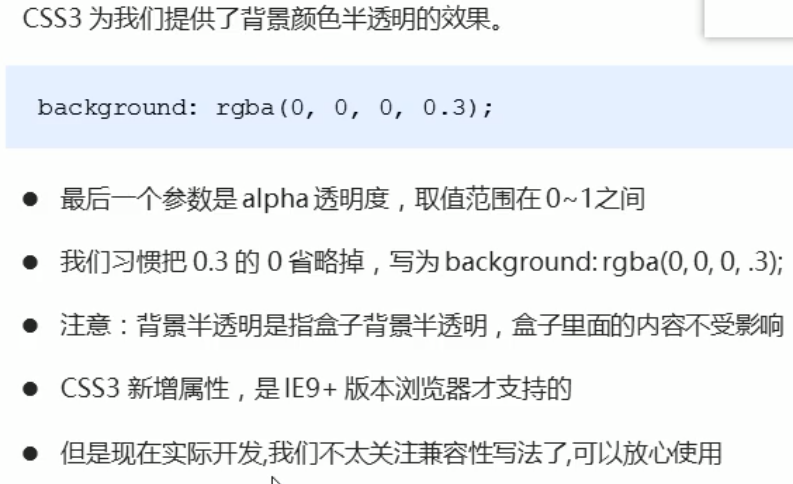 CSS3 为我们提供了背景颜色半透明的效果。
background: rgba(0, 0, 0, 0.3);
● 最后一个参数是 alpha 透明度，取值范围在 0~1之间
● 我们习惯把 0.3 的 0 省略掉，写为 background: rgba(0, 0, 0, .3);
● 注意：背景半透明是指盒子背景半透明，盒子里面的内容不受影响
● CSS3 新增属性，是 IE9+ 版本浏览器才支持的
● 但是现在实际开发,我们不太关注兼容性写法了,可以放心使用